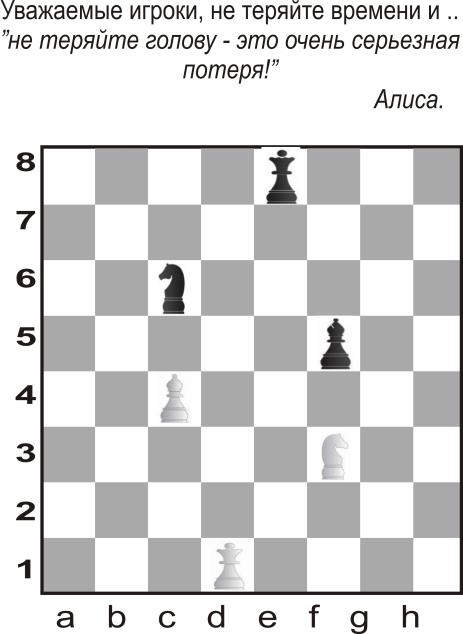 Уважаемые игроки, не теряйте времени и ..
”не теряйте голову - это очень серьезная
потеря!”
Алиса.
8
7
6
5
4
3
2
1
a b c d e f g h